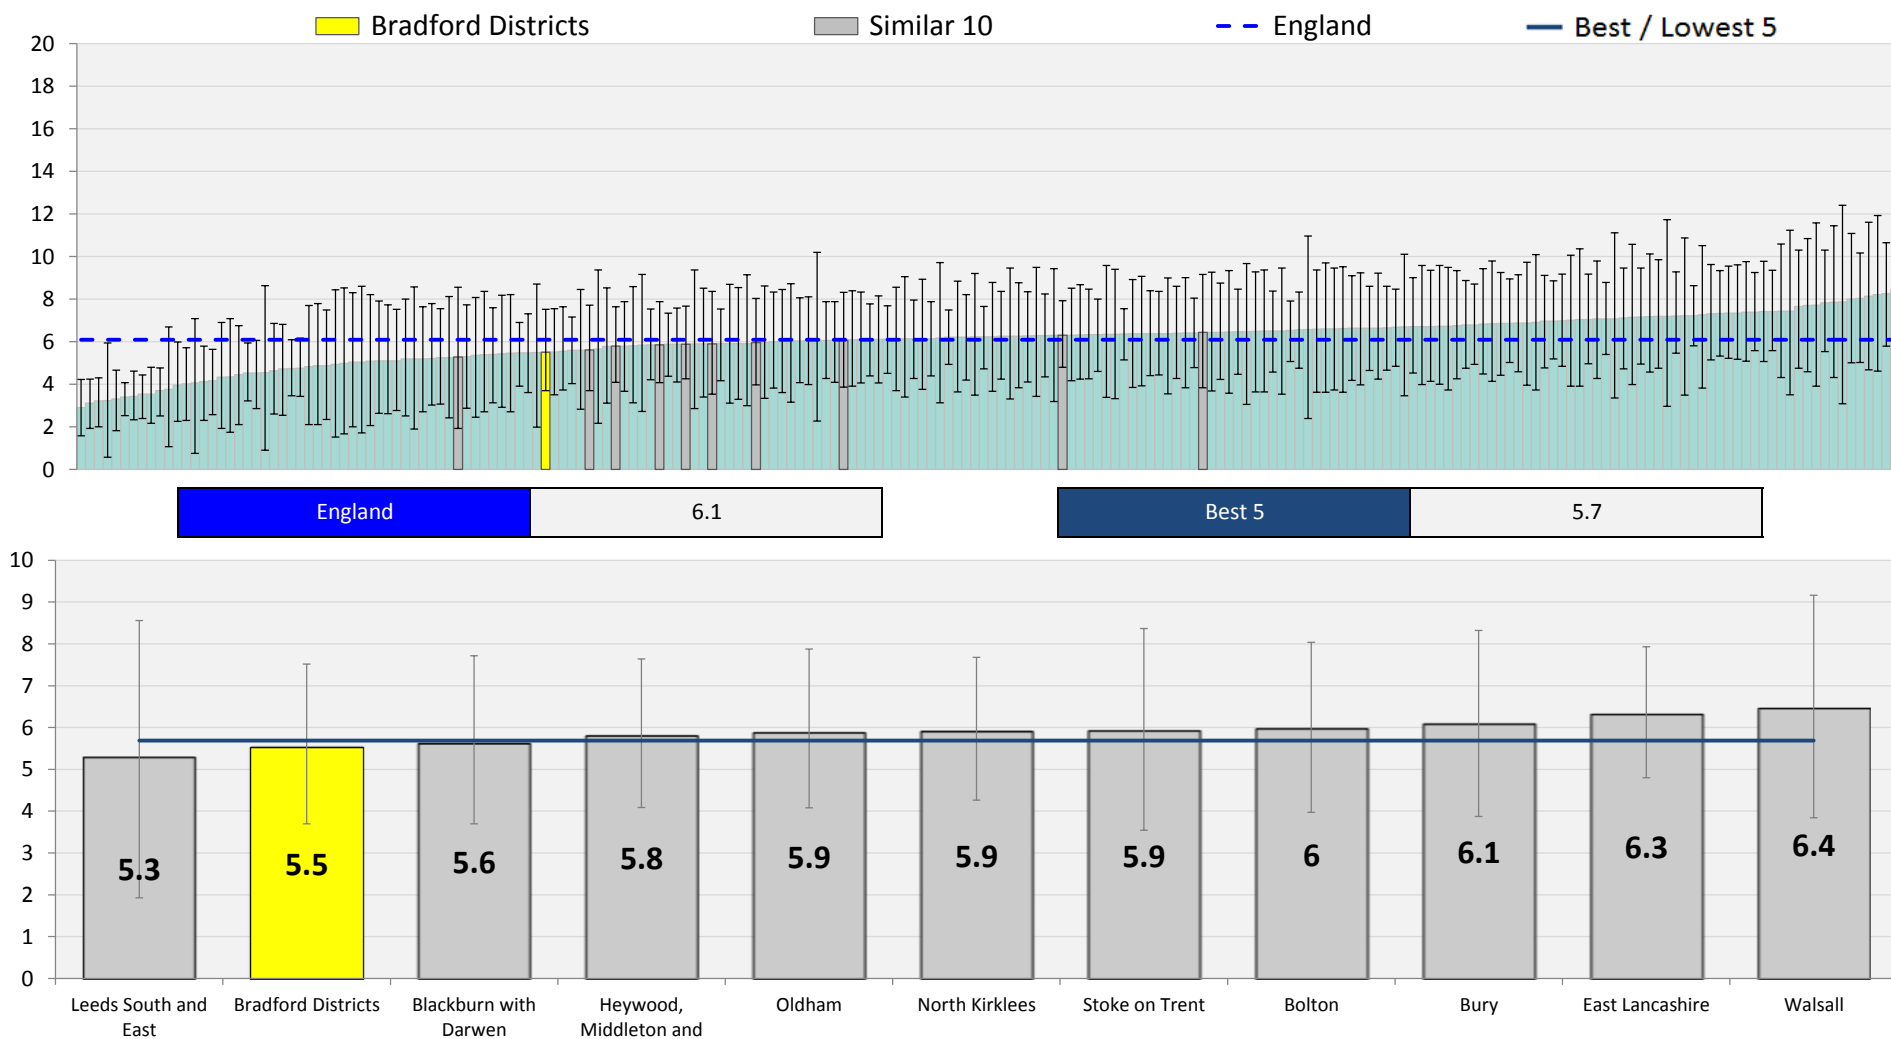 Bradford Districts Similar 10 England Best / Lowest 5
20
18
16
14
12
10
8
6
4
2
0
England 6.1 Best 5 5.7
10
9
8
7
6
5
4
3
2
1
0
5.3 5.5 5.6 5.8 5.9 5.9 5.9 6 6.1 6.3 6.4
Leeds South and East
Bradford Districts
Blackburn with Darwen
Heywood, Middleton and
Oldham
North Kirklees
Stoke on Trent
Bolton
Bury
East Lancashire
Walsall